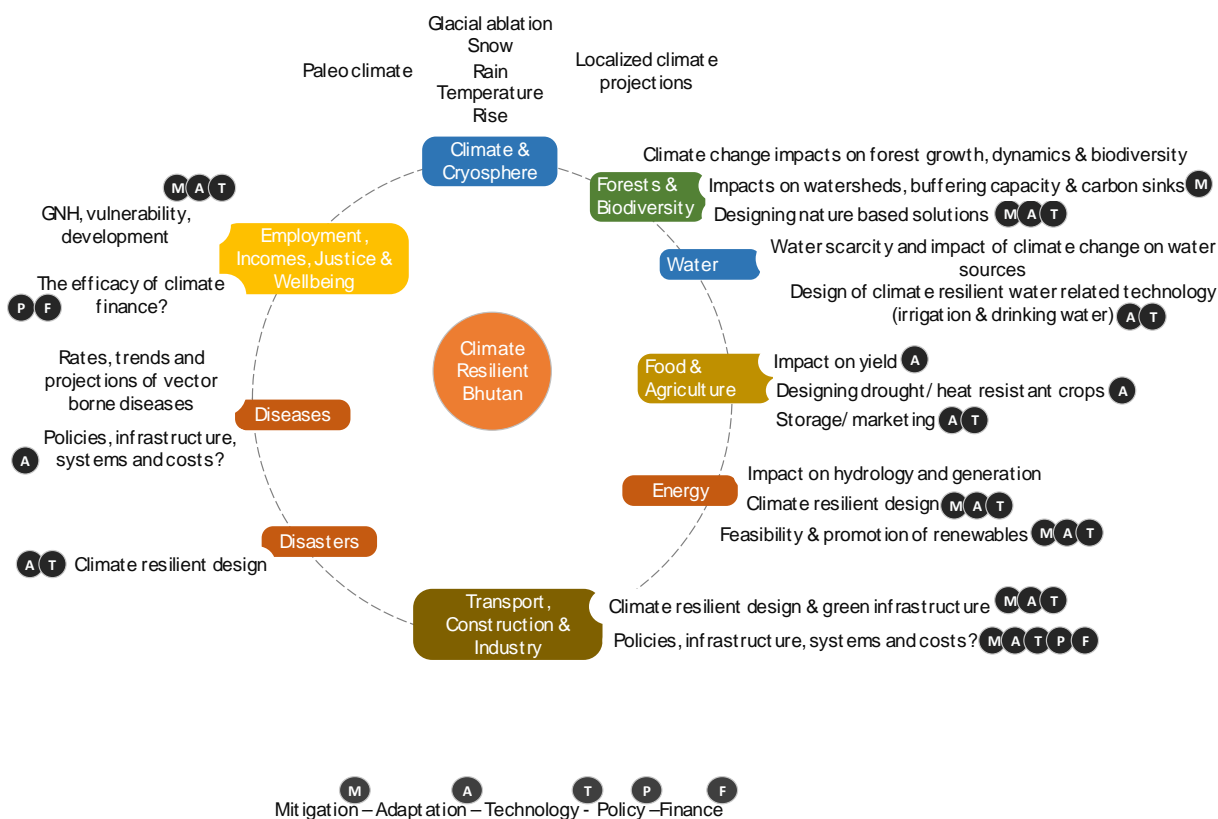 Glacial ablation
Snow
Rain
Temperature
Rise
Paleo climate
Localized climate
projections
Climate &
Cryosphere
Climate change impacts on forest growth, dynamics & biodiversity
Forests &
Biodiversity
Impacts on watersheds, buffering capacity & carbon sinks M
Designing nature based solutions M A T
Water
Water scarcity and impact of climate change on water
sources
Design of climate resilient water related technology
(irrigation & drinking water) A T
Food &
Agriculture
Impact on yield A
Designing drought/ heat resistant crops A
Storage/ marketing A T
Energy
Impact on hydrology and generation
Climate resilient design M A T
Feasibility & promotion of renewables M A T
Transport,
Construction &
Industry
Climate resilient design & green infrastructure M A T
Policies, infrastructure, systems and costs? M A T P F
Disasters
A T Climate resilient design
Diseases
Rates, trends and
projections of vector
borne diseases
Policies, infrastructure,
A systems and costs?
Employment,
Incomes, Justice &
Wellbeing
M A T
GNH, vulnerability,
development
The efficacy of climate
P F finance?
Climate
Resilient
Bhutan
M A T P F
Mitigation – Adaptation – Technology - Policy –Finance